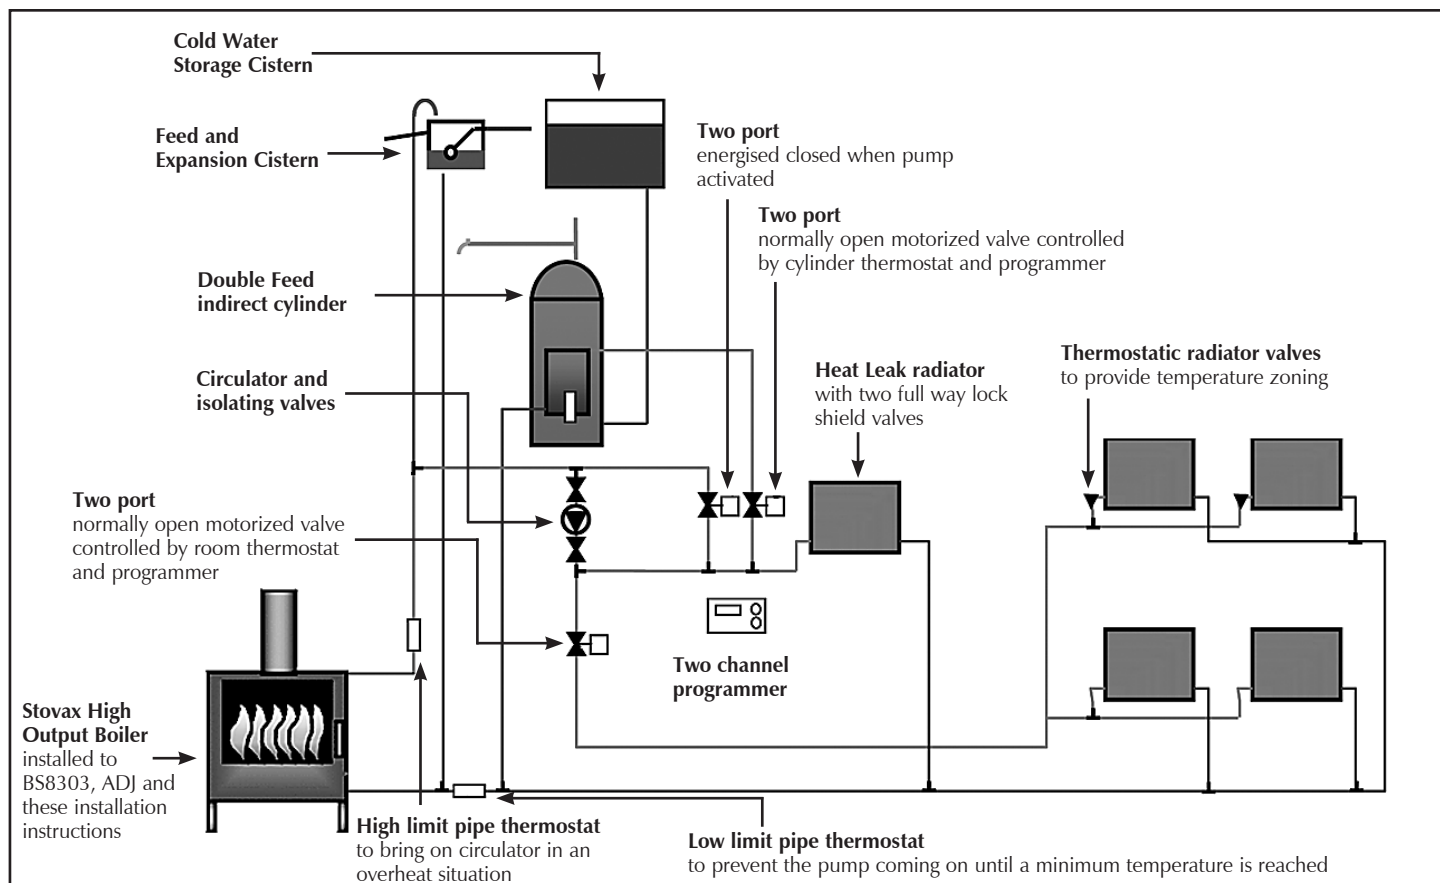 Cold Water
Storage Cistern
Feed and
Expansion Cistern
Two port
energised closed when pump
activated
Two port
normally open motorized valve controlled
by cylinder thermostat and programmer
Double Feed
indirect cylinder
Circulator and
isolating valves
Heat Leak radiator
with two full way lock
shield valves
Thermostatic radiator valves
to provide temperature zoning
Two port
normally open motorized valve
controlled by room thermostat
and programmer
Two channel
programmer
Stovax High
Output Boiler
installed to
BS8303, ADJ and
these installation
instructions
High limit pipe thermostat
to bring on circulator in an
overheat situation
Low limit pipe thermostat
to prevent the pump coming on until a minimum temperature is reached